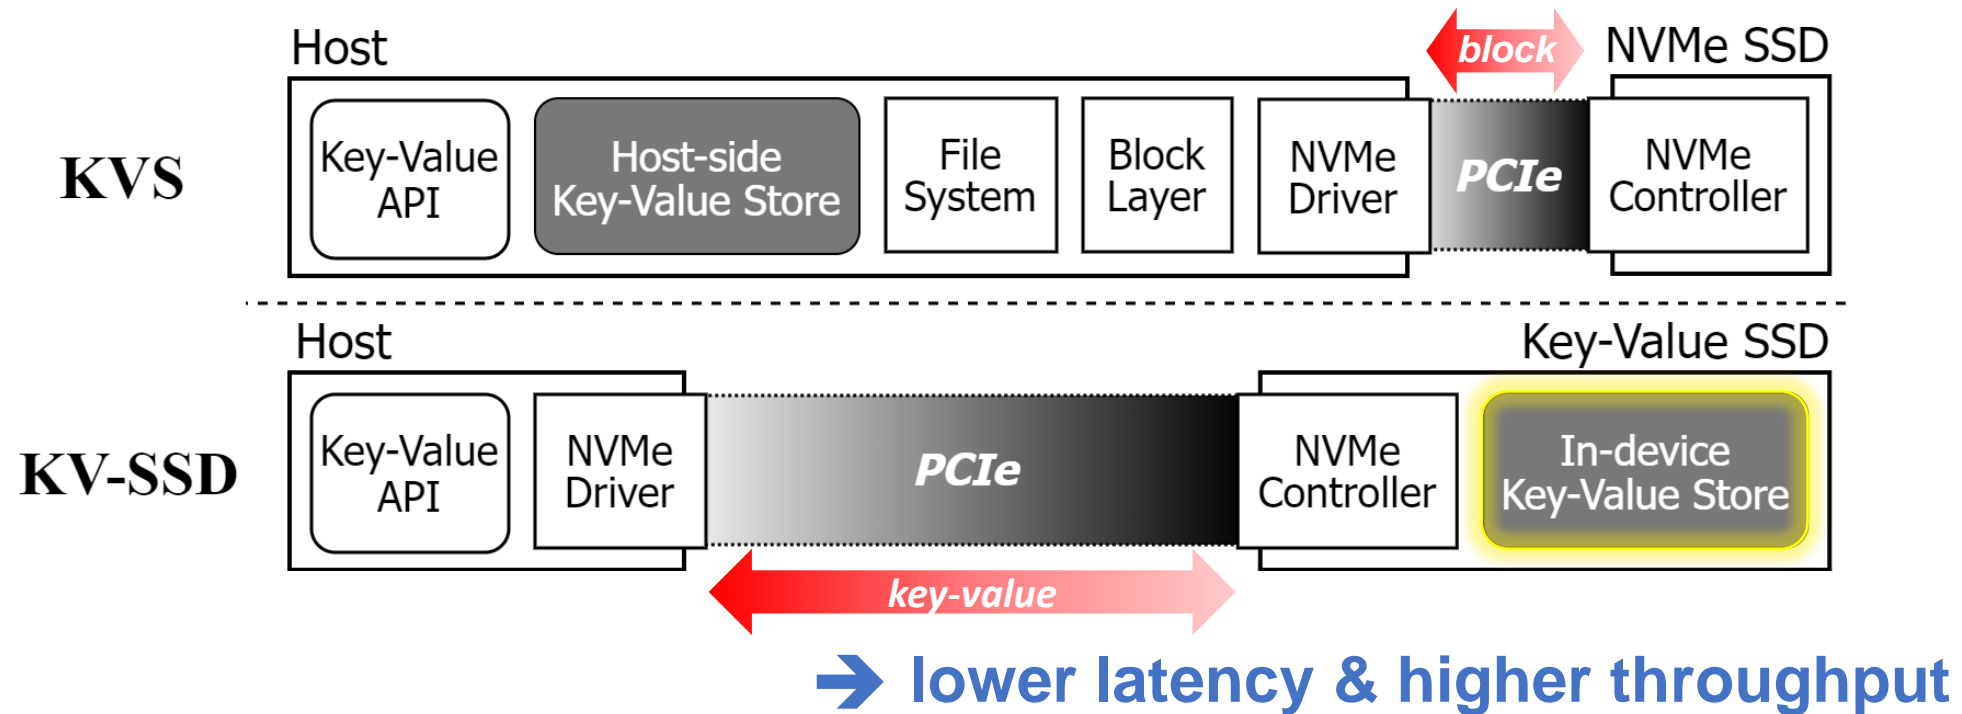 Host
block
NVMe SSD
KVS
Key-Value
API
Host-side
Key-Value Store
File
System
Block
Layer
NVMe
Driver
PCIe
NVMe
Controller
Host
Key-Value SSD
KV-SSD
Key-Value
API
NVMe
Driver
PCIe
NVMe
Controller
In-device
Key-Value Store
key-value
➔ lower latency & higher throughput